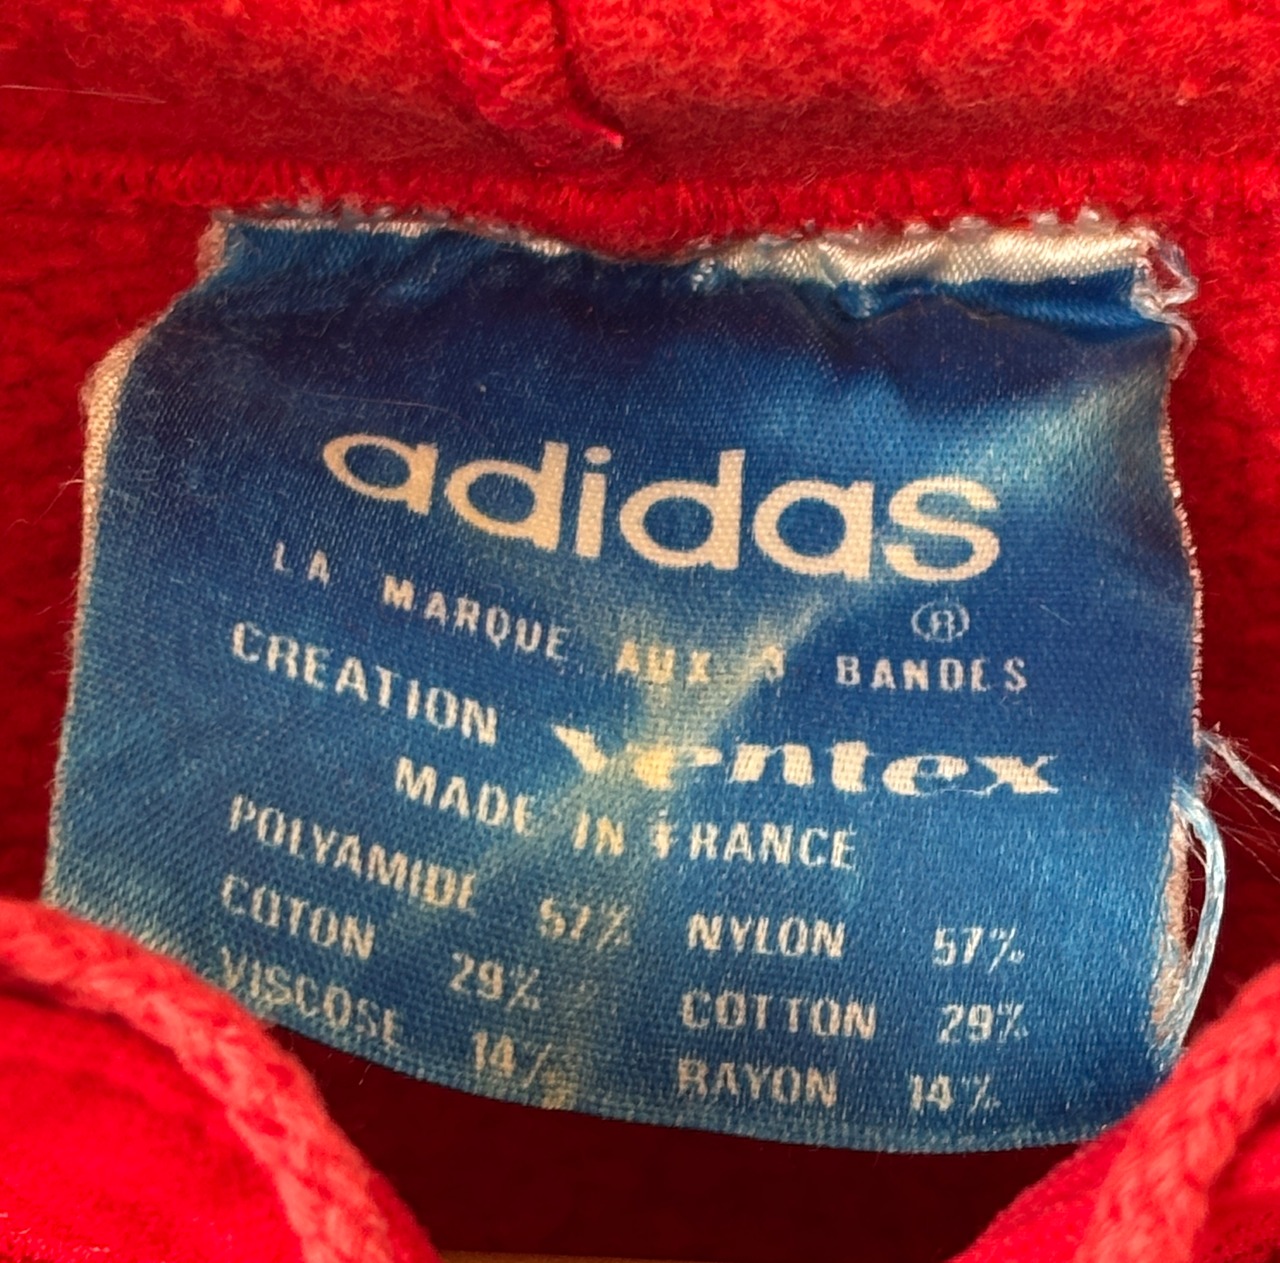 adidas
®
LA MARQUE AUX 3 BANDES
CREATION ventex
MADE IN FRANCE
POLYAMIDE 57% NYLON 57%
COTON 29% COTTON 29%
VISCOSE 14% RAYON 14%